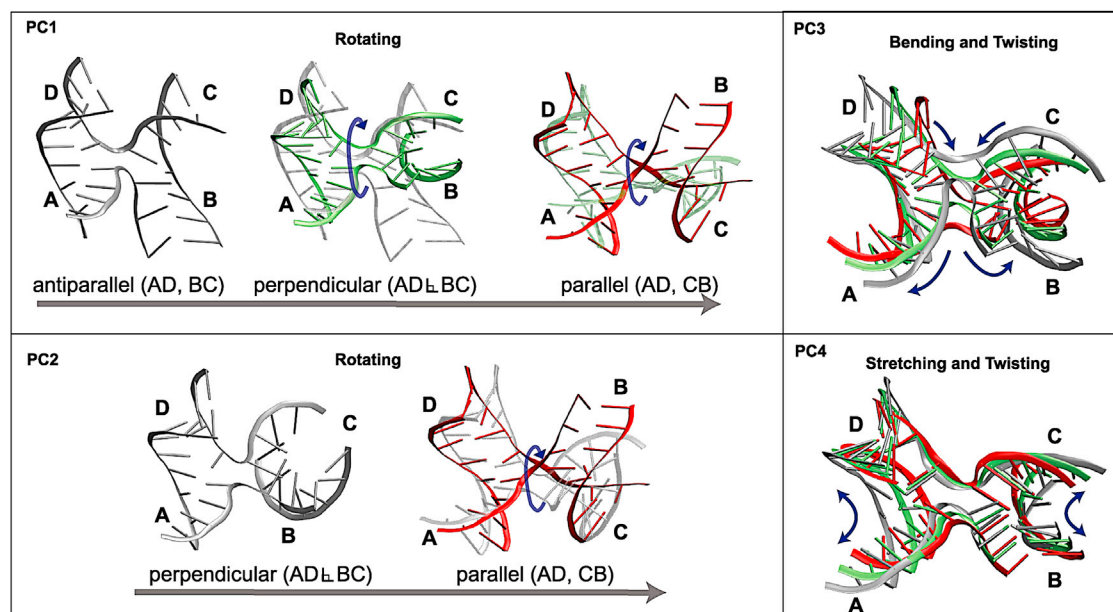 PC1
Rotating
D
C
A
B
D
C
A
B
B
D
A
C
antiparallel (AD, BC)
perpendicular (AD⊾BC)
parallel (AD, CB)
PC3
Bending and Twisting
D
C
A
B
PC2
Rotating
D
C
A
B
B
D
A
C
perpendicular (AD⊾BC)
parallel (AD, CB)
PC4
Stretching and Twisting
D
C
A
B